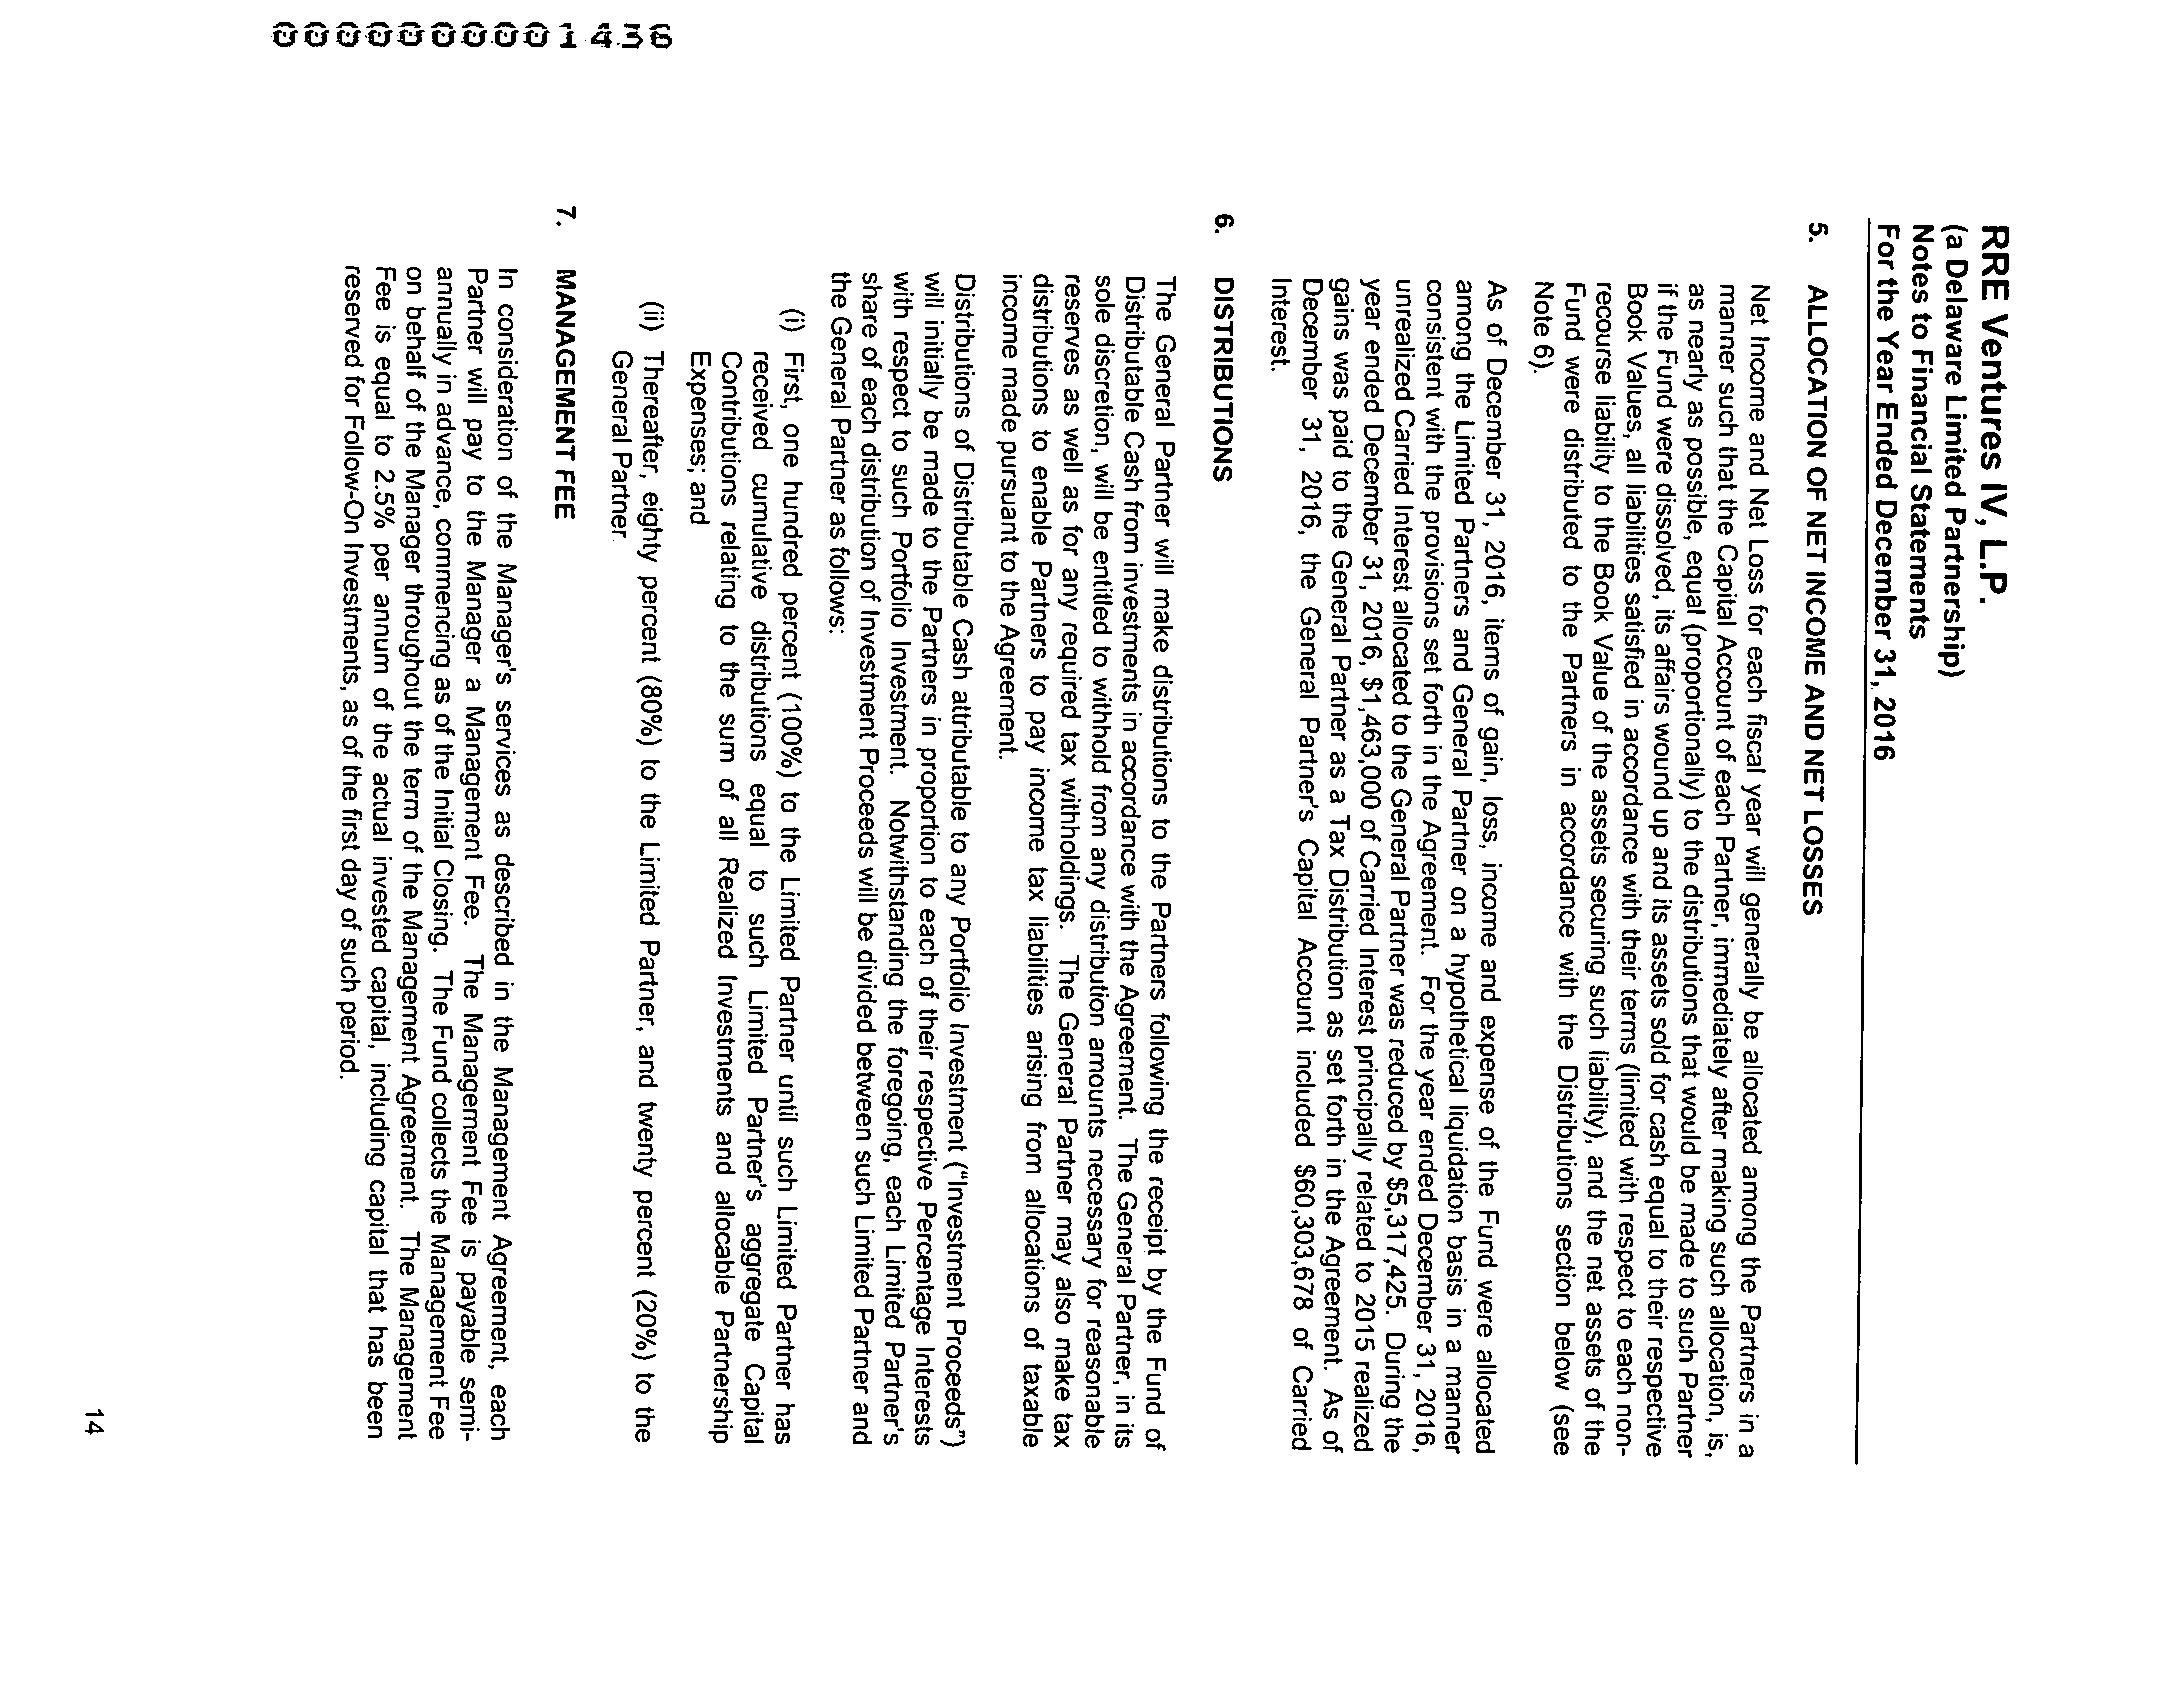 RRE Ventures IV, L.P.
(a Delaware Limited Partnership)
Notes to Financial Statements
For the Year Ended December 31, 2016
5. ALLOCATION OF NET INCOME AND NET LOSSES
Net Income and Net Loss for each fiscal year will generally be allocated among the Partners in a
manner such that the Capital Account of each Partner, immediately after making such allocation, is,
as nearly as possible, equal (proportionally) to the distributions that would be made to such Partner
if the Fund were dissolved, its affairs wound up and its assets sold for cash equal to their respective
Book Values, all liabilities satisfied in accordance with their terms (limited with respect to each non-
recourse liability to the Book Value of the assets securing such liability), and the net assets of the
Fund were distributed to the Partners in accordance with the Distributions section below (see
Note 6).
As of December 31, 2016, items of gain, loss, income and expense of the Fund were allocated
among the Limited Partners and General Partner on a hypothetical liquidation basis in a manner
consistent with the provisions set forth in the Agreement. For the year ended December 31, 2016,
unrealized Carried Interest allocated to the General Partner was reduced by $5,317,425. During the
year ended December 31, 2016, $1,463,000 of Carried Interest principally related to 2015 realized
gains was paid to the General Partner as a Tax Distribution as set forth in the Agreement. As of
December 31, 2016, the General Partner's Capital Account included $60,303,678 of Carried
Interest.
6. DISTRIBUTIONS
The General Partner will make distributions to the Partners following the receipt by the Fund of
Distributable Cash from investments in accordance with the Agreement. The General Partner, in its
sole discretion, will be entitled to withhold from any distribution amounts necessary for reasonable
reserves as well as for any required tax withholdings. The General Partner may also make tax
distributions to enable Partners to pay income tax liabilities arising from allocations of taxable
income made pursuant to the Agreement.
Distributions of Distributable Cash attributable to any Portfolio Investment (“Investment Proceeds”)
will initially be made to the Partners in proportion to each of their respective Percentage Interests
with respect to such Portfolio Investment. Notwithstanding the foregoing, each Limited Partner's
share of each distribution of Investment Proceeds will be divided between such Limited Partner and
the General Partner as follows:
(i) First, one hundred percent (100%) to the Limited Partner until such Limited Partner has
received cumulative distributions equal to such Limited Partner's aggregate Capital
Contributions relating to the sum of all Realized Investments and allocable Partnership
Expenses; and
(ii) Thereafter, eighty percent (80%) to the Limited Partner, and twenty percent (20%) to the
General Partner.
7. MANAGEMENT FEE
In consideration of the Manager's services as described in the Management Agreement, each
Partner will pay to the Manager a Management Fee. The Management Fee is payable semi-
annually in advance, commencing as of the Initial Closing. The Fund collects the Management Fee
on behalf of the Manager throughout the term of the Management Agreement. The Management
Fee is equal to 2.5% per annum of the actual invested capital, including capital that has been
reserved for Follow-On Investments, as of the first day of such period.
14
0000000001436